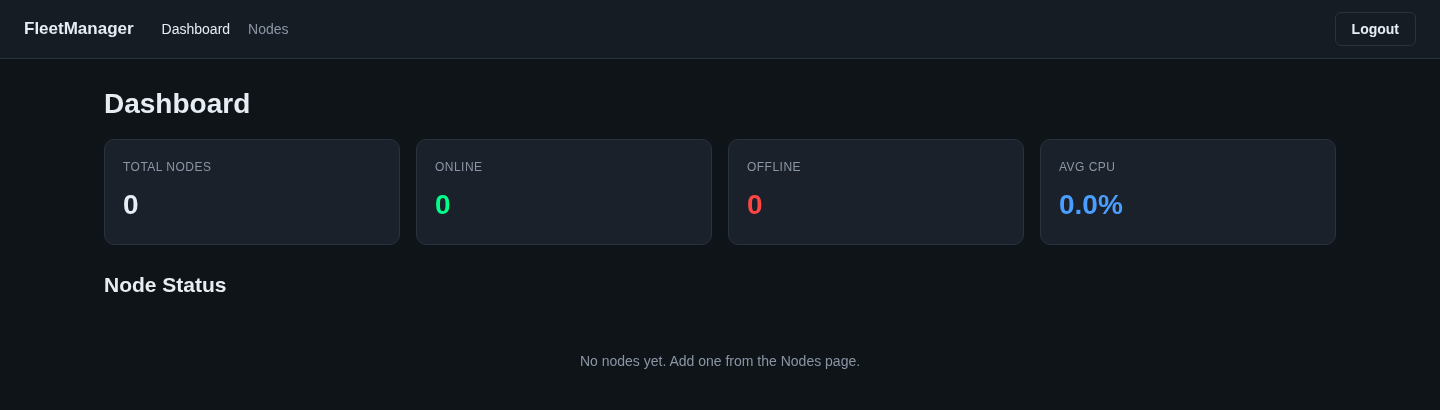 FleetManager Dashboard Nodes Logout
Dashboard
TOTAL NODES ONLINE OFFLINE AVG CPU
0 0 0 0.0%
Node Status
No nodes yet. Add one from the Nodes page.